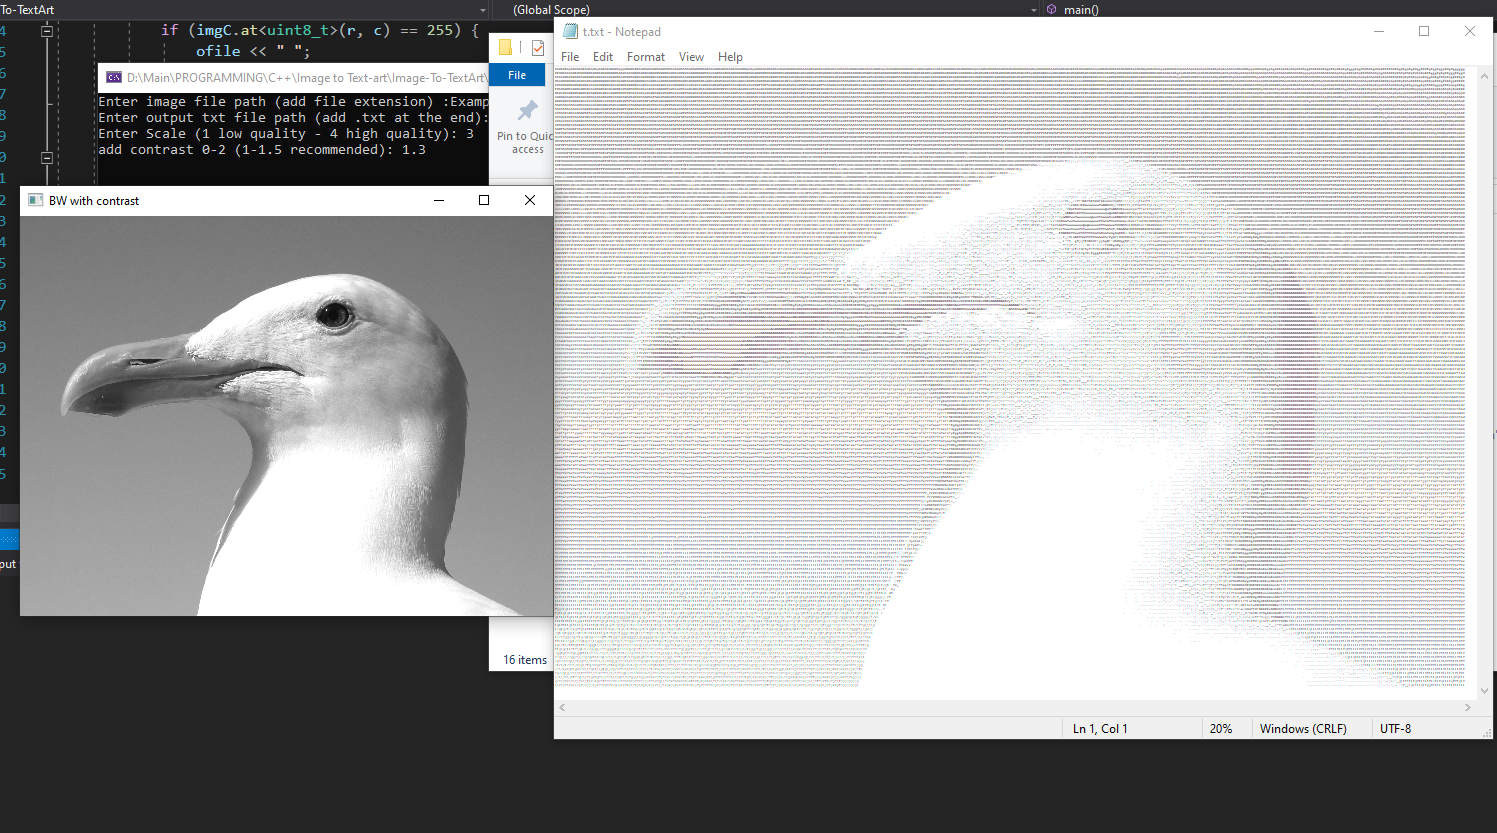 To-TextArt
(Global Scope)
main()
if (imgC.at<uint8_t>(r, c) == 255) {
ofile << " ";
D:\Main\PROGRAMMING\C++\Image to Text-art\Image-To-TextArt\
Enter image file path (add file extension) :Examp
Enter output txt file path (add .txt at the end):
Enter Scale (1 low quality - 4 high quality): 3
add contrast 0-2 (1-1.5 recommended): 1.3
File
Pin to Quic
access
16 items
BW with contrast
t.txt - Notepad
File Edit Format View Help
Ln 1, Col 1
20%
Windows (CRLF)
UTF-8
4
5
6
7
8
9
0
1
2
3
4
5
6
7
8
9
0
1
2
3
4
5
put